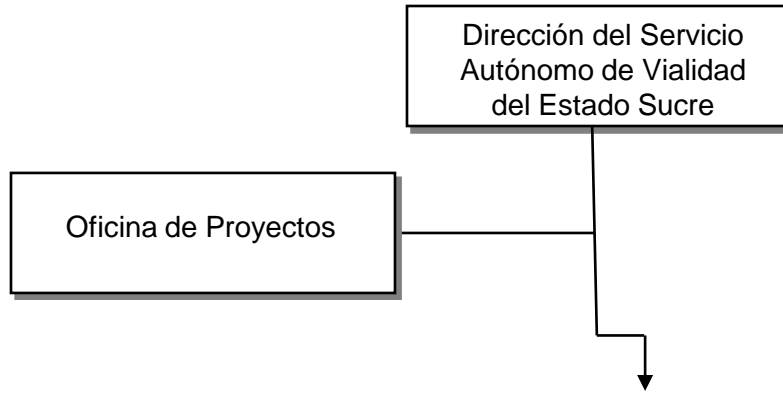 Dirección del Servicio
Autónomo de Vialidad
del Estado Sucre
Oficina de Proyectos